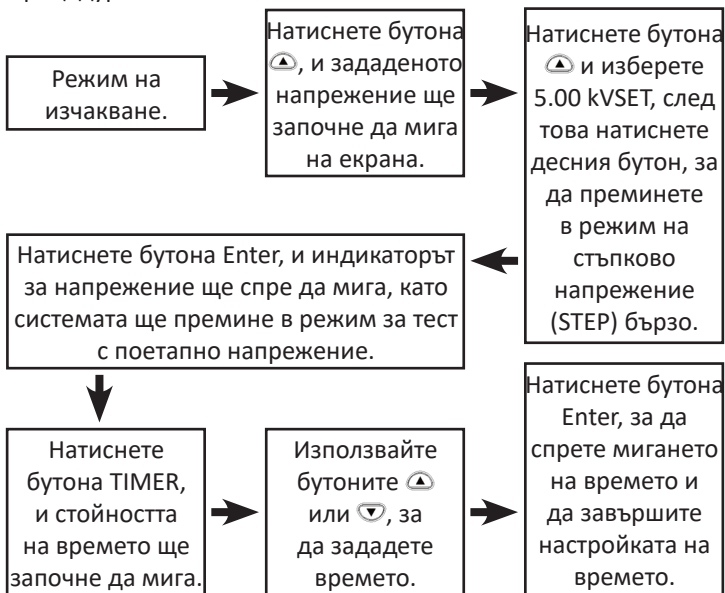 Режим на
изчакване.
Натиснете бутона
, и зададеното
напрежение ще
започне да мига
на екрана.
Натиснете бутона
и изберете
5.00 kVSET, след
това натиснете
десния бутон, за
да преминете
в режим на
стъпково
напрежение
(STEP) бързо.
Натиснете бутона Enter, и индикаторът
за напрежение ще спре да мига, като
системата ще премине в режим за тест
с поетапно напрежение.
Натиснете
бутона TIMER,
и стойността
на времето ще
започне да мига.
Използвайте
бутоните
или , за
да зададете
времето.
Натиснете бутона
Enter, за да
спрете мигането
на времето и
да завършите
настройката на
времето.